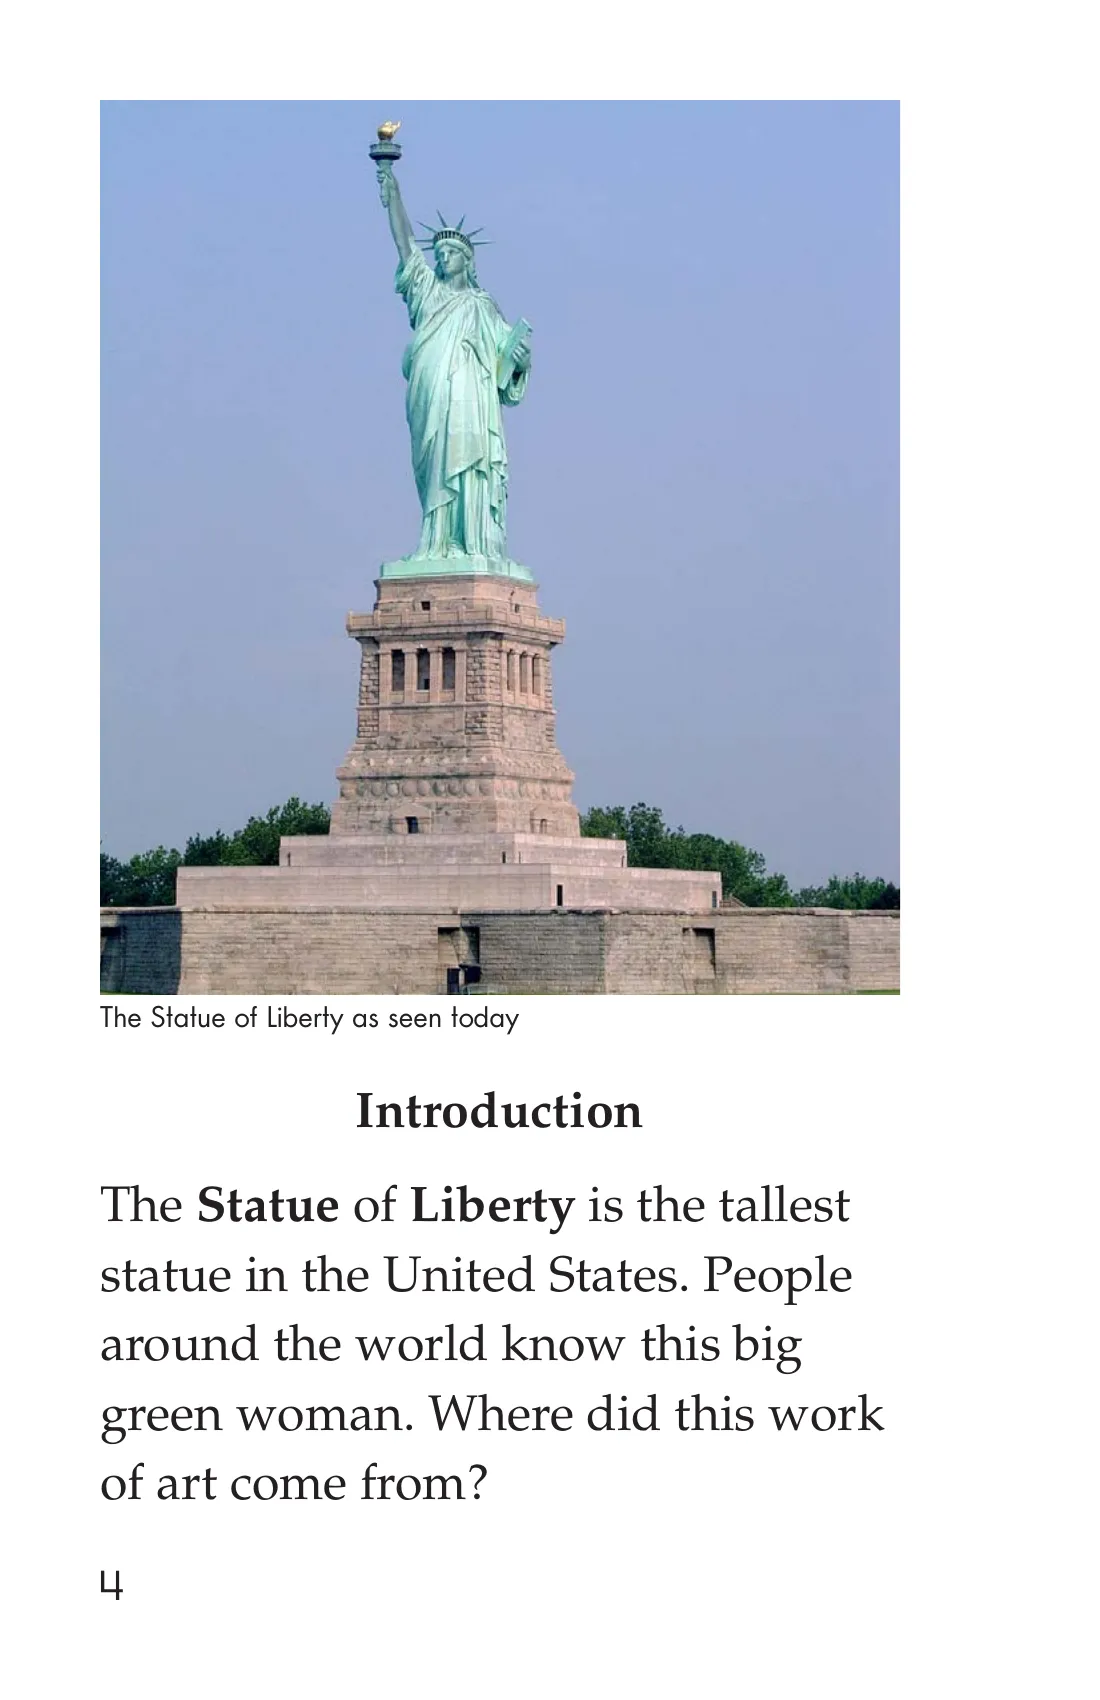 The Statue of Liberty as seen today
Introduction
The Statue of Liberty is the tallest
statue in the United States. People
around the world know this big
green woman. Where did this work
of art come from?
4